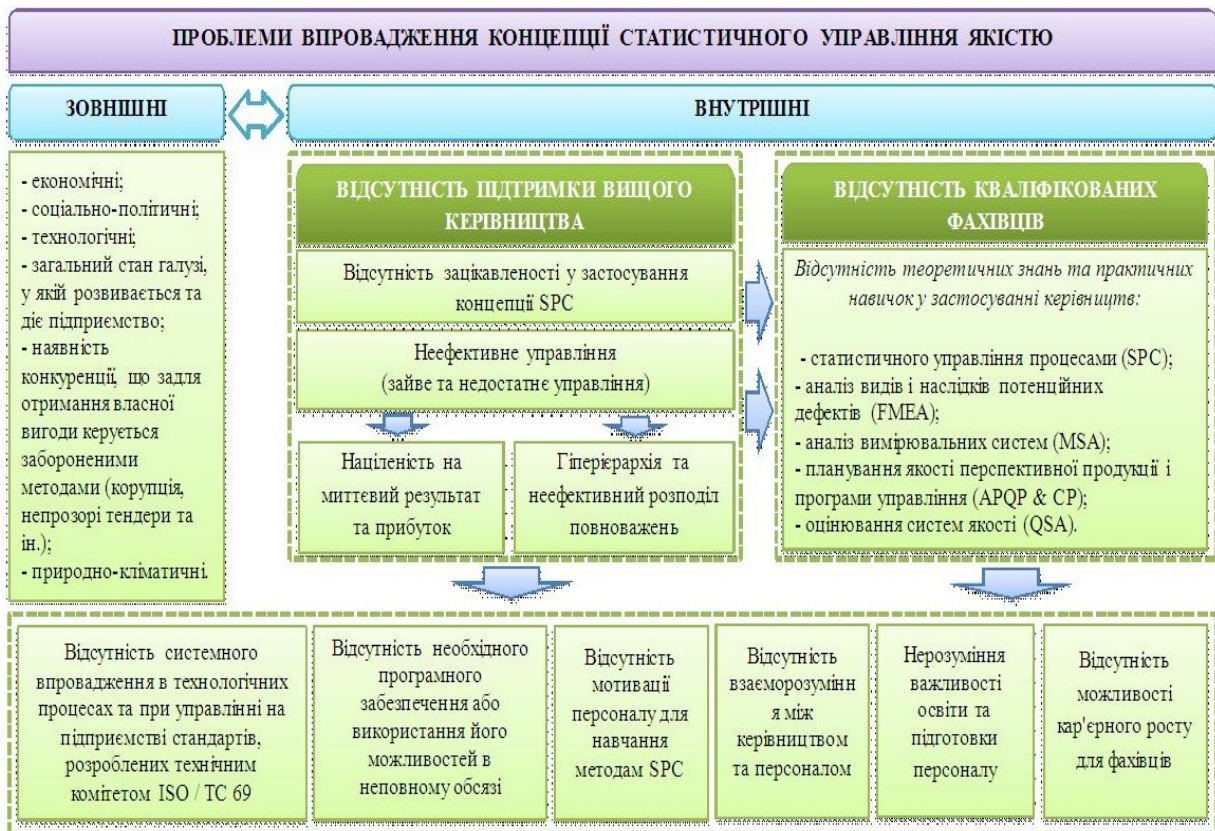 ПРОБЛЕМИ ВПРОВАДЖЕННЯ КОНЦЕПЦІЇ СТАТИСТИЧНОГО УПРАВЛІННЯ ЯКІСТЮ
ЗОВНІШНІ
ВНУТРІШНІ
- економічні;
- соціально-політичні;
- технологічні;
- загальний стан галузі,
у якій розвивається та
діє підприємство;
- наявність
конкуренції, що задля
отримання власної
вигоди керується
забороненими
методами (корупція,
непрозорі тендери та
ін.);
- природно-кліматичні.
ВІДСУТНІСТЬ ПІДТРИМКИ ВИЩОГО
КЕРІВНИЦТВА
Відсутність зацікавленості у застосування
концепції SPC
Неефективне управління
(зайве та недостатнє управління)
Націленість на
миттєвий результат
та прибуток
Гіперієрархія та
неефективний розподіл
повноважень
ВІДСУТНІСТЬ КВАЛІФІКОВАНИХ
ФАХІВЦІВ
Відсутність теоретичних знань та практичних
навичок у застосуванні керівництв:
- статистичного управління процесами (SPC);
- аналіз видів і наслідків потенційних
дефектів (FMEA);
- аналіз вимірювальних систем (MSA);
- планування якості перспективної продукції і
програми управління (APQP & CP);
- оцінювання систем якості (QSA).
Відсутність системного
впровадження в технологічних
процесах та при управлінні на
підприємстві стандартів,
розроблених технічним
комітетом ISO / TC 69
Відсутність необхідного
програмного
забезпечення або
використання його
можливостей в
неповному обсязі
Відсутність
мотивації
персоналу для
навчання
методам SPC
Відсутність
взаєморозумінн
я між
керівництвом
та персоналом
Нерозуміння
важливості
освіти та
підготовки
персоналу
Відсутність
можливості
кар'єрного росту
для фахівців